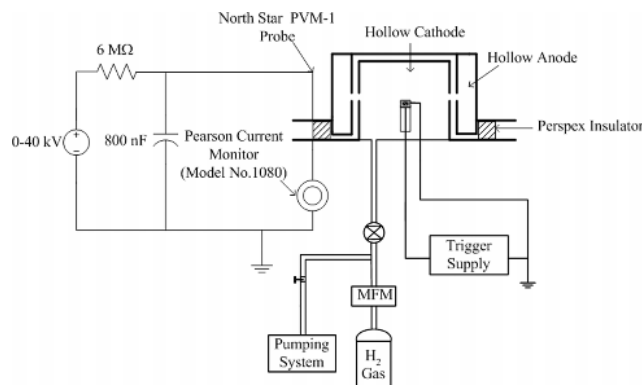 North Star PVM-1
Probe
Hollow Cathode
6 MΩ
Hollow Anode
0-40 kV
800 nF
Pearson Current
Monitor
(Model No.1080)
Perspex Insulator
Trigger
Supply
MFM
Pumping
System
H2
Gas